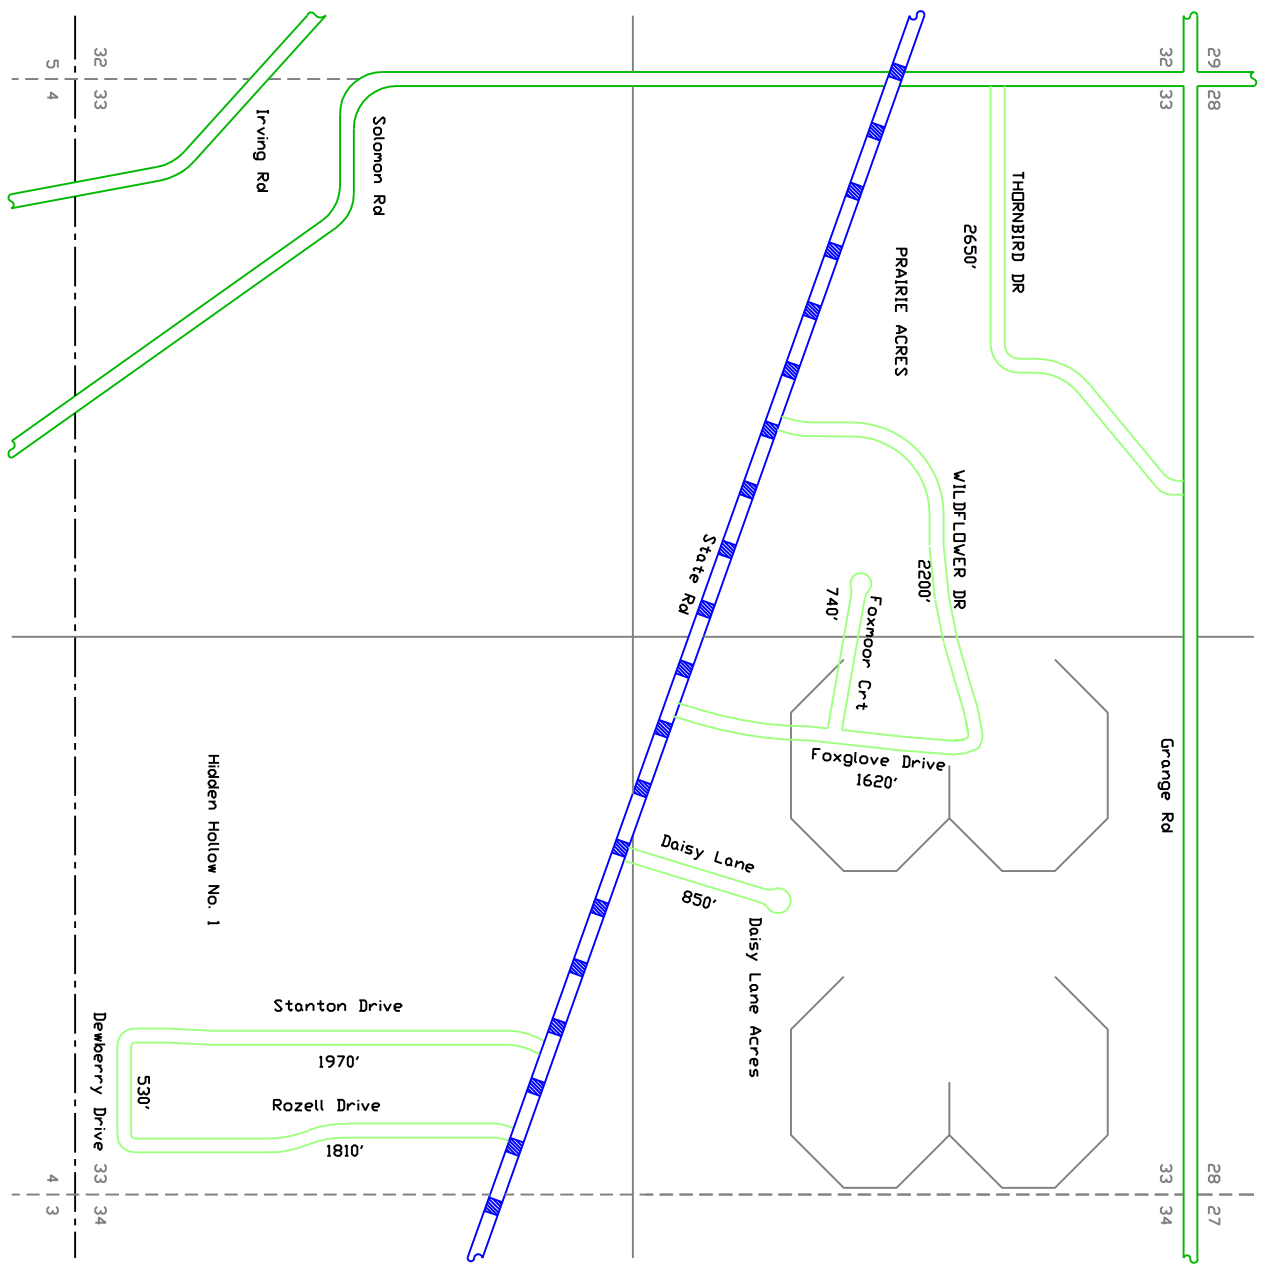 5
32
4
33
32
29
33
28
Irving Rd
Solomon Rd
THORNBIRD DR
2650'
PRAIRIE ACRES
WILDFLOWER DR
2200'
State Rd
740'
Foxmoor Crt
Foxglove Drive
1620'
Grange Rd
Hidden Hollow No. 1
Daisy Lane
850'
Daisy Lane Acres
Stanton Drive
1970'
Dewberry Drive
530'
Rozell Drive
1810'
4
33
3
34
33
28
34
27
33